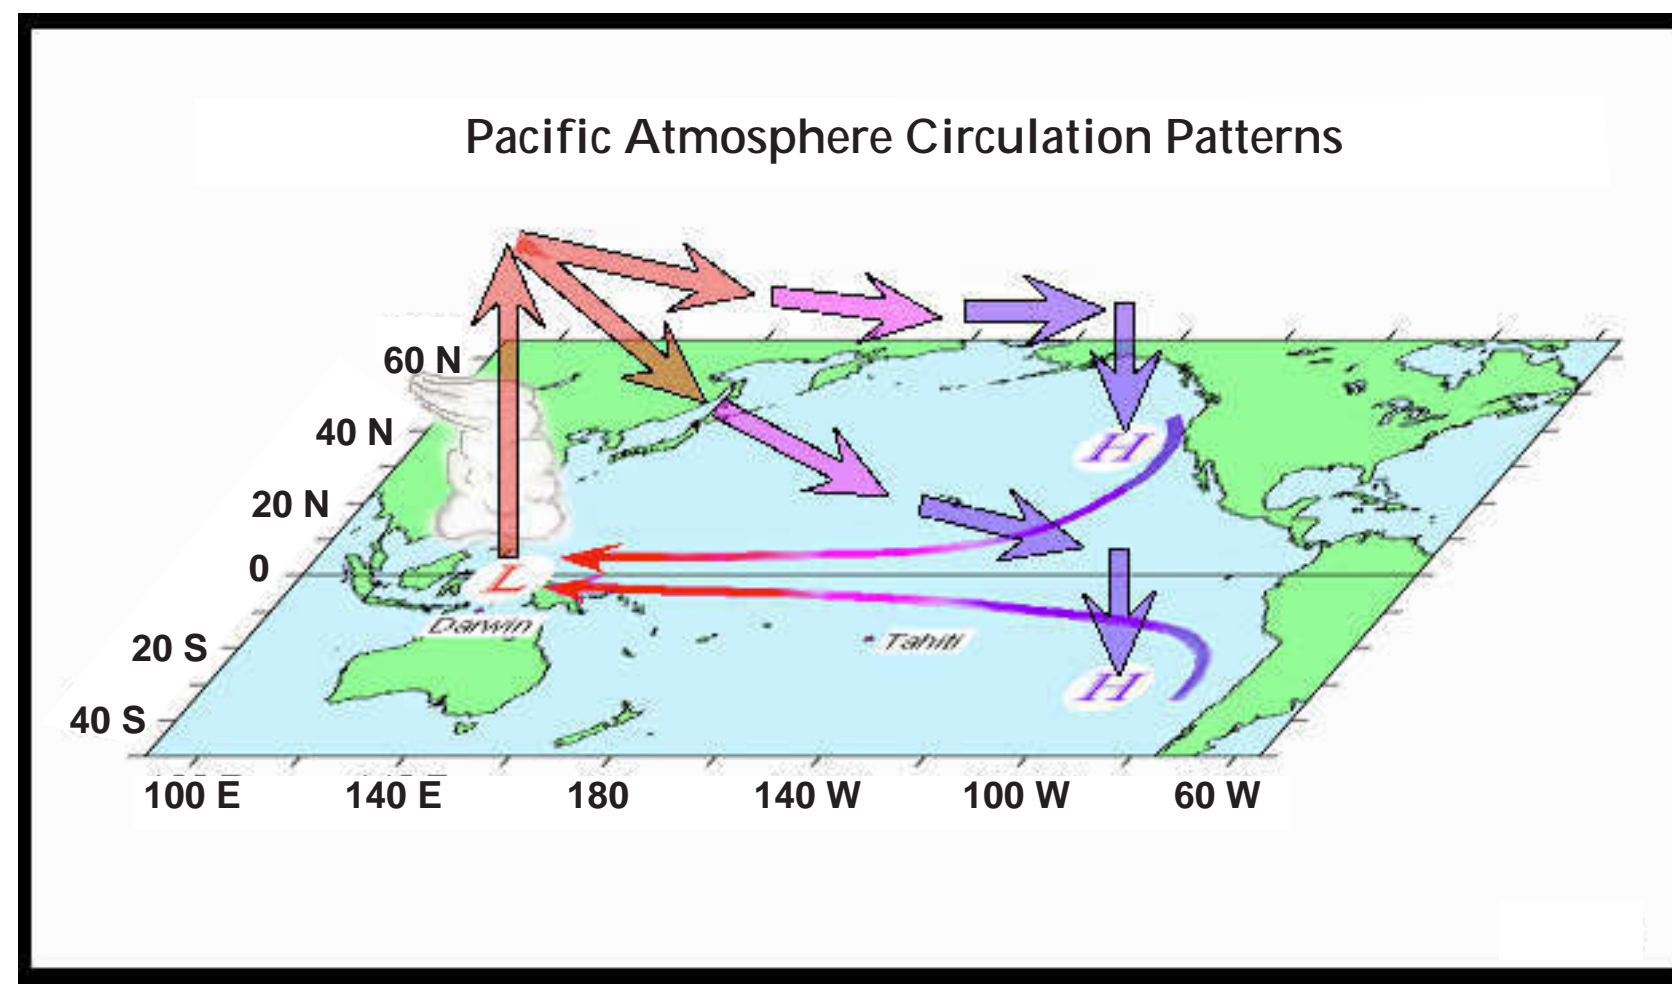 Pacific Atmosphere Circulation Patterns
60 N
40 N
20 N
0
20 S
40 S
H
L
Darwin
Tahiti
H
100 E 140 E 180 140 W 100 W 60 W